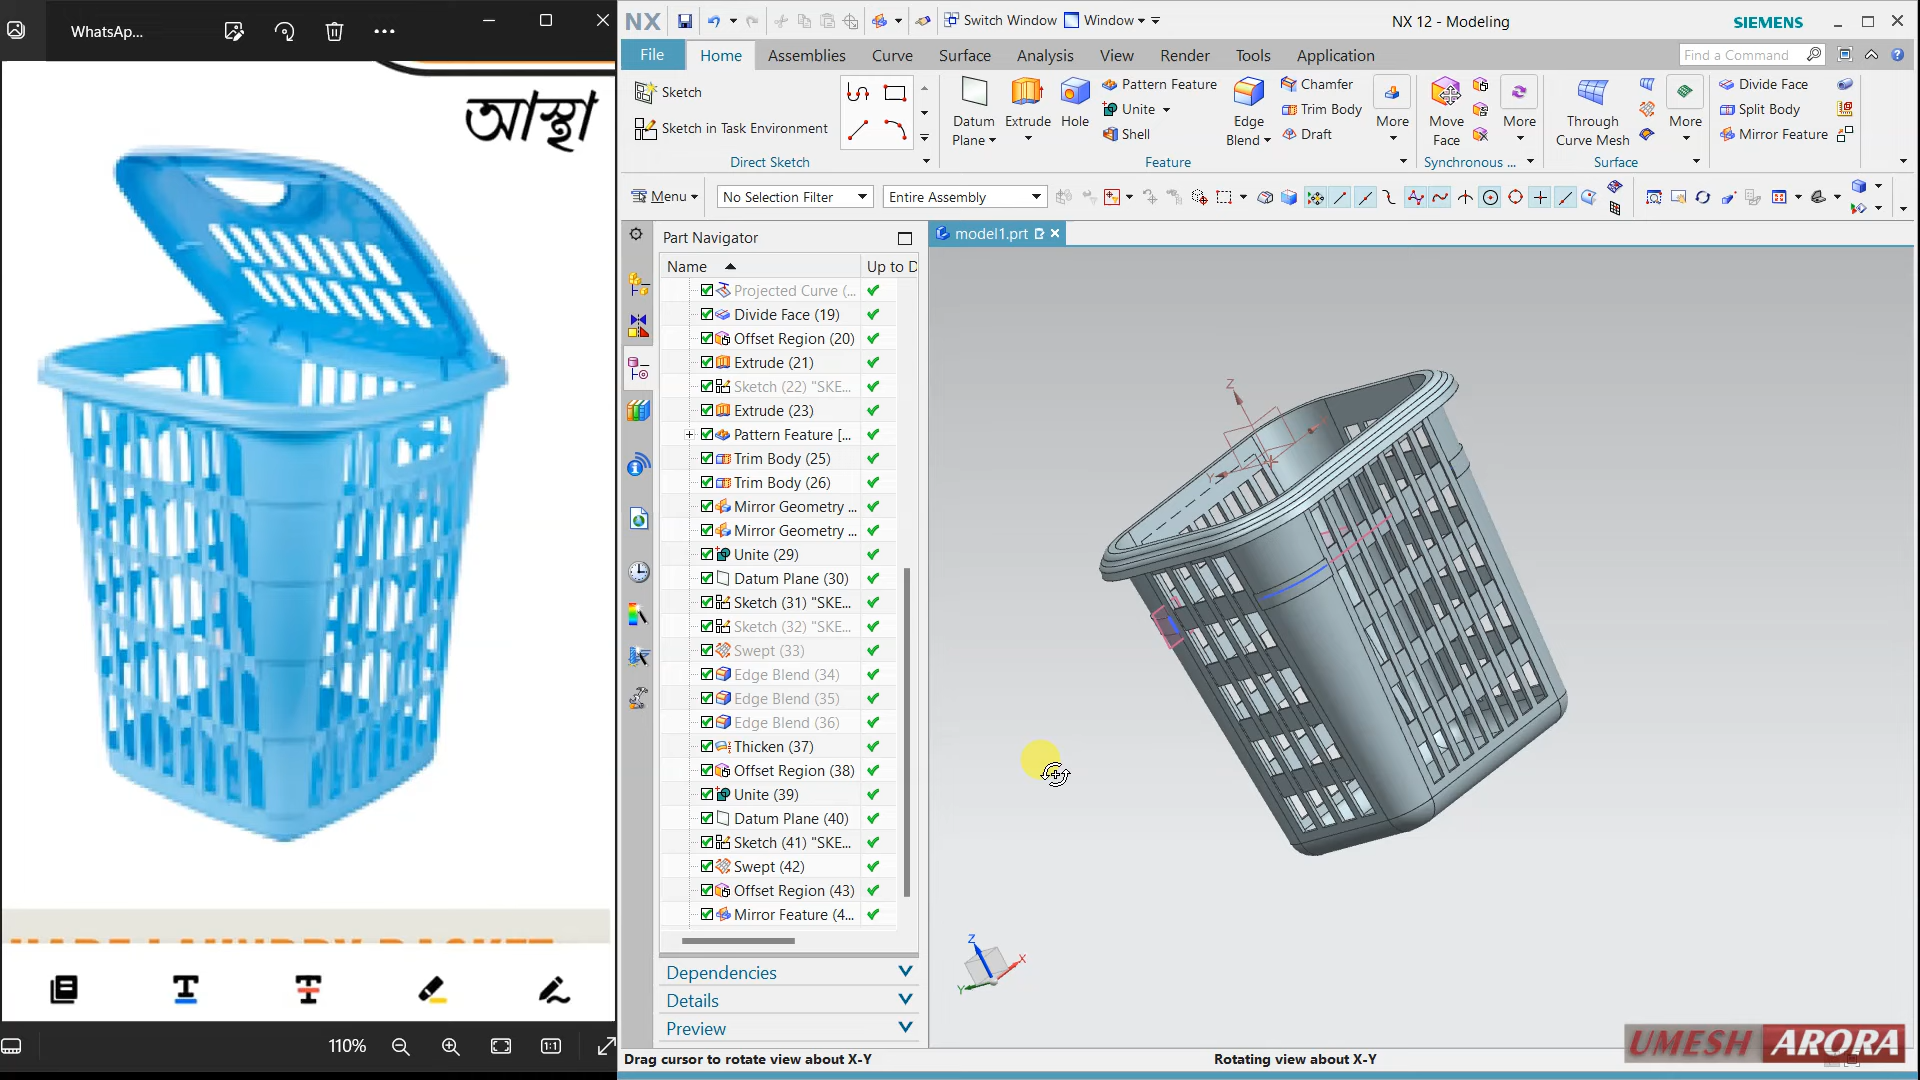 WhatsAp...
আস্থা
110%
1:1
NX
Switch Window
Window
NX 12 - Modeling
SIEMENS
File
Home
Assemblies
Curve
Surface
Analysis
View
Render
Tools
Application
Find a Command
Sketch
Sketch in Task Environment
Direct Sketch
Datum Plane
Extrude
Hole
Pattern Feature
Unite
Shell
Edge Blend
Chamfer
Trim Body
Draft
More
Feature
Move Face
More
Synchronous ...
Through Curve Mesh
More
Surface
Divide Face
Split Body
Mirror Feature
Menu
No Selection Filter
Entire Assembly
Part Navigator
model1.prt
Name
Up to D
Projected Curve (...
Divide Face (19)
Offset Region (20)
Extrude (21)
Sketch (22) "SKE...
Extrude (23)
Pattern Feature [...
Trim Body (25)
Trim Body (26)
Mirror Geometry ...
Mirror Geometry ...
Unite (29)
Datum Plane (30)
Sketch (31) "SKE...
Sketch (32) "SKE...
Swept (33)
Edge Blend (34)
Edge Blend (35)
Edge Blend (36)
Thicken (37)
Offset Region (38)
Unite (39)
Datum Plane (40)
Sketch (41) "SKE...
Swept (42)
Offset Region (43)
Mirror Feature (4...
Dependencies
Details
Preview
Z
Y
Z
X
Y
Drag cursor to rotate view about X-Y
Rotating view about X-Y
UMESH ARORA